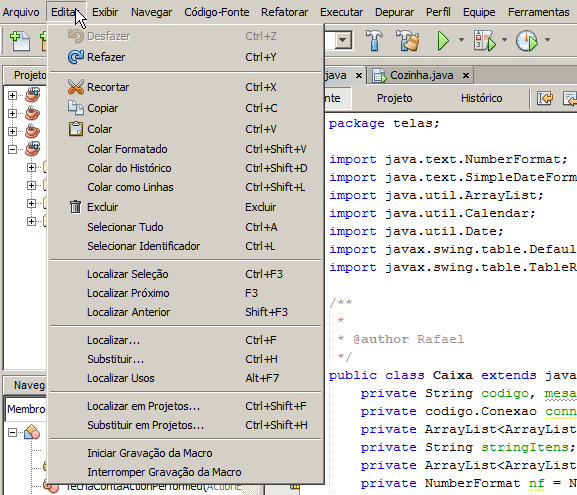 Arquivo Editar Exibir Navegar Código-Fonte Refatorar Executar Depurar Perfil Equipe Ferramentas
Desfazer Ctrl+Z
Refazer Ctrl+Y
Recortar Ctrl+X
Copiar Ctrl+C
Colar Ctrl+V
Colar Formatado Ctrl+Shift+V
Colar do Histórico Ctrl+Shift+D
Colar como Linhas Ctrl+Shift+L
Excluir Excluir
Selecionar Tudo Ctrl+A
Selecionar Identificador Ctrl+L
Localizar Seleção Ctrl+F3
Localizar Próximo F3
Localizar Anterior Shift+F3
Localizar... Ctrl+F
Substituir... Ctrl+H
Localizar Usos Alt+F7
Localizar em Projetos... Ctrl+Shift+F
Substituir em Projetos... Ctrl+Shift+H
Iniciar Gravação da Macro
Interromper Gravação da Macro
Projeto
Navega
Membro
fechaContaActionPerformed(ActionE
java Cozinha.java
nte Projeto Histórico
package telas;
import java.text.NumberFormat;
import java.text.SimpleDateForm
import java.util.ArrayList;
import java.util.Calendar;
import java.util.Date;
import javax.swing.table.Defaul
import javax.swing.table.TableR
/**
*
* @author Rafael
*/
public class Caixa extends java
private String codigo, mesa
private codigo.Conexao conn
private ArrayList<ArrayList
private String stringItens;
private ArrayList<ArrayList
private NumberFormat nf = N